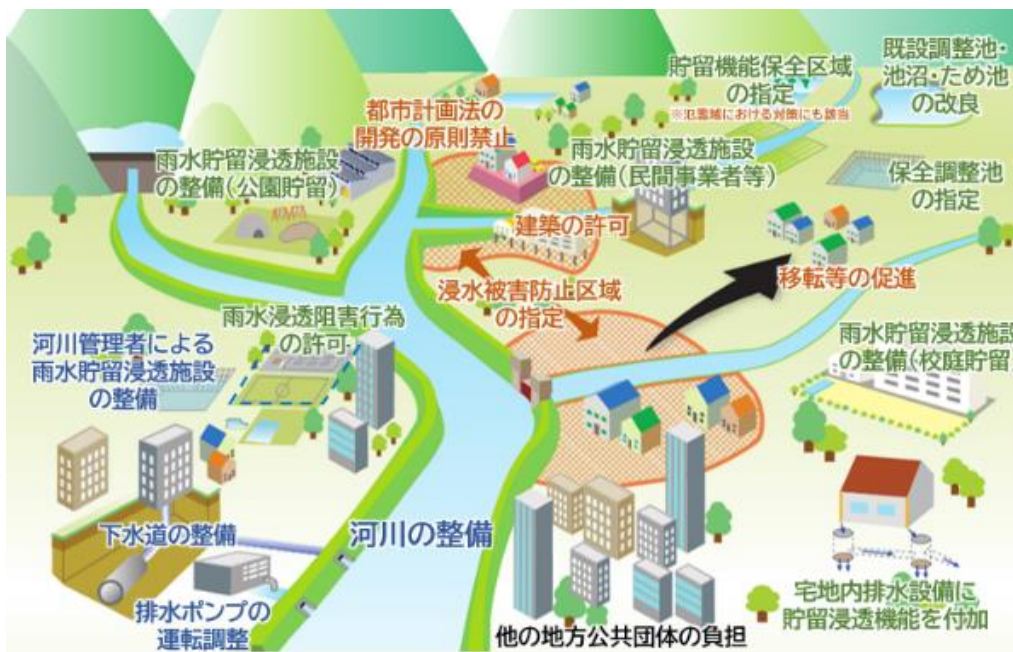 既設調整池・
池沼・ため池
の改良
貯留機能保全区域
の指定
※氾濫域における対策にも該当
都市計画法の
開発の原則禁止
雨水貯留浸透施設
の整備(公園貯留)
雨水貯留浸透施設
の整備(民間事業者等)
保全調整池
の指定
建築の許可
移転等の促進
浸水被害防止区域
の指定
雨水浸透阻害行為
の許可
河川管理者による
雨水貯留浸透施設
の整備
雨水貯留浸透施設
の整備(校庭貯留)
下水道の整備
河川の整備
排水ポンプの
運転調整
他の地方公共団体の負担
宅地内排水設備に
貯留浸透機能を付加